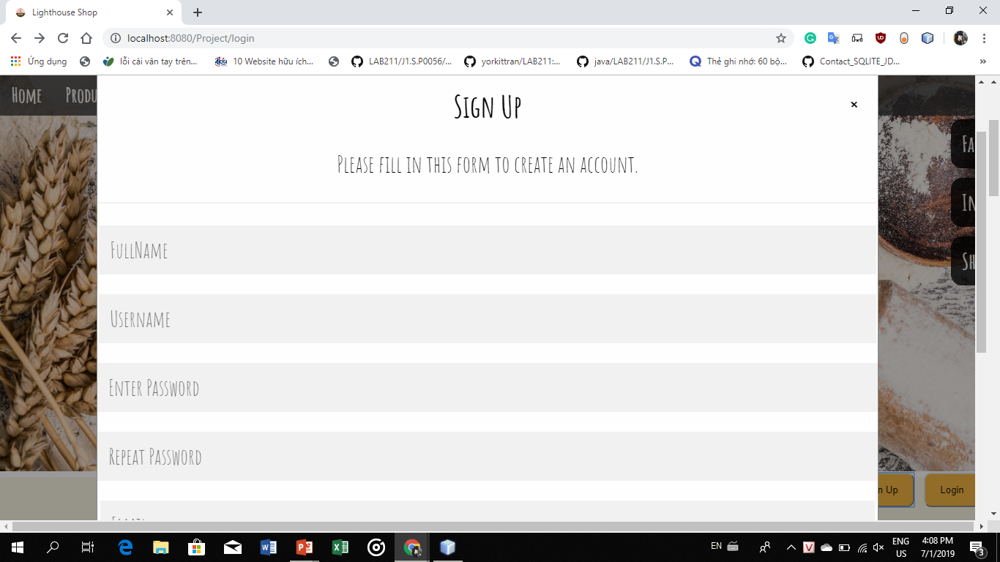 Lighthouse Shop
localhost:8080/Project/login
Ứng dụng
lỗi cài vân tay trên...
10 Website hữu ích...
LAB211/J1.S.P0056/...
yorkittran/LAB211:...
java/LAB211/J1.S.P...
Thẻ ghi nhớ: 60 bộ...
Contact_SQLITE_JD...
»
Home
Produ
Sign Up
×
Please fill in this form to create an account.
Fa
In
Sh
FullName
Username
Enter Password
Repeat Password
n Up
Login
EN
ENG
US
4:08 PM
7/1/2019
3